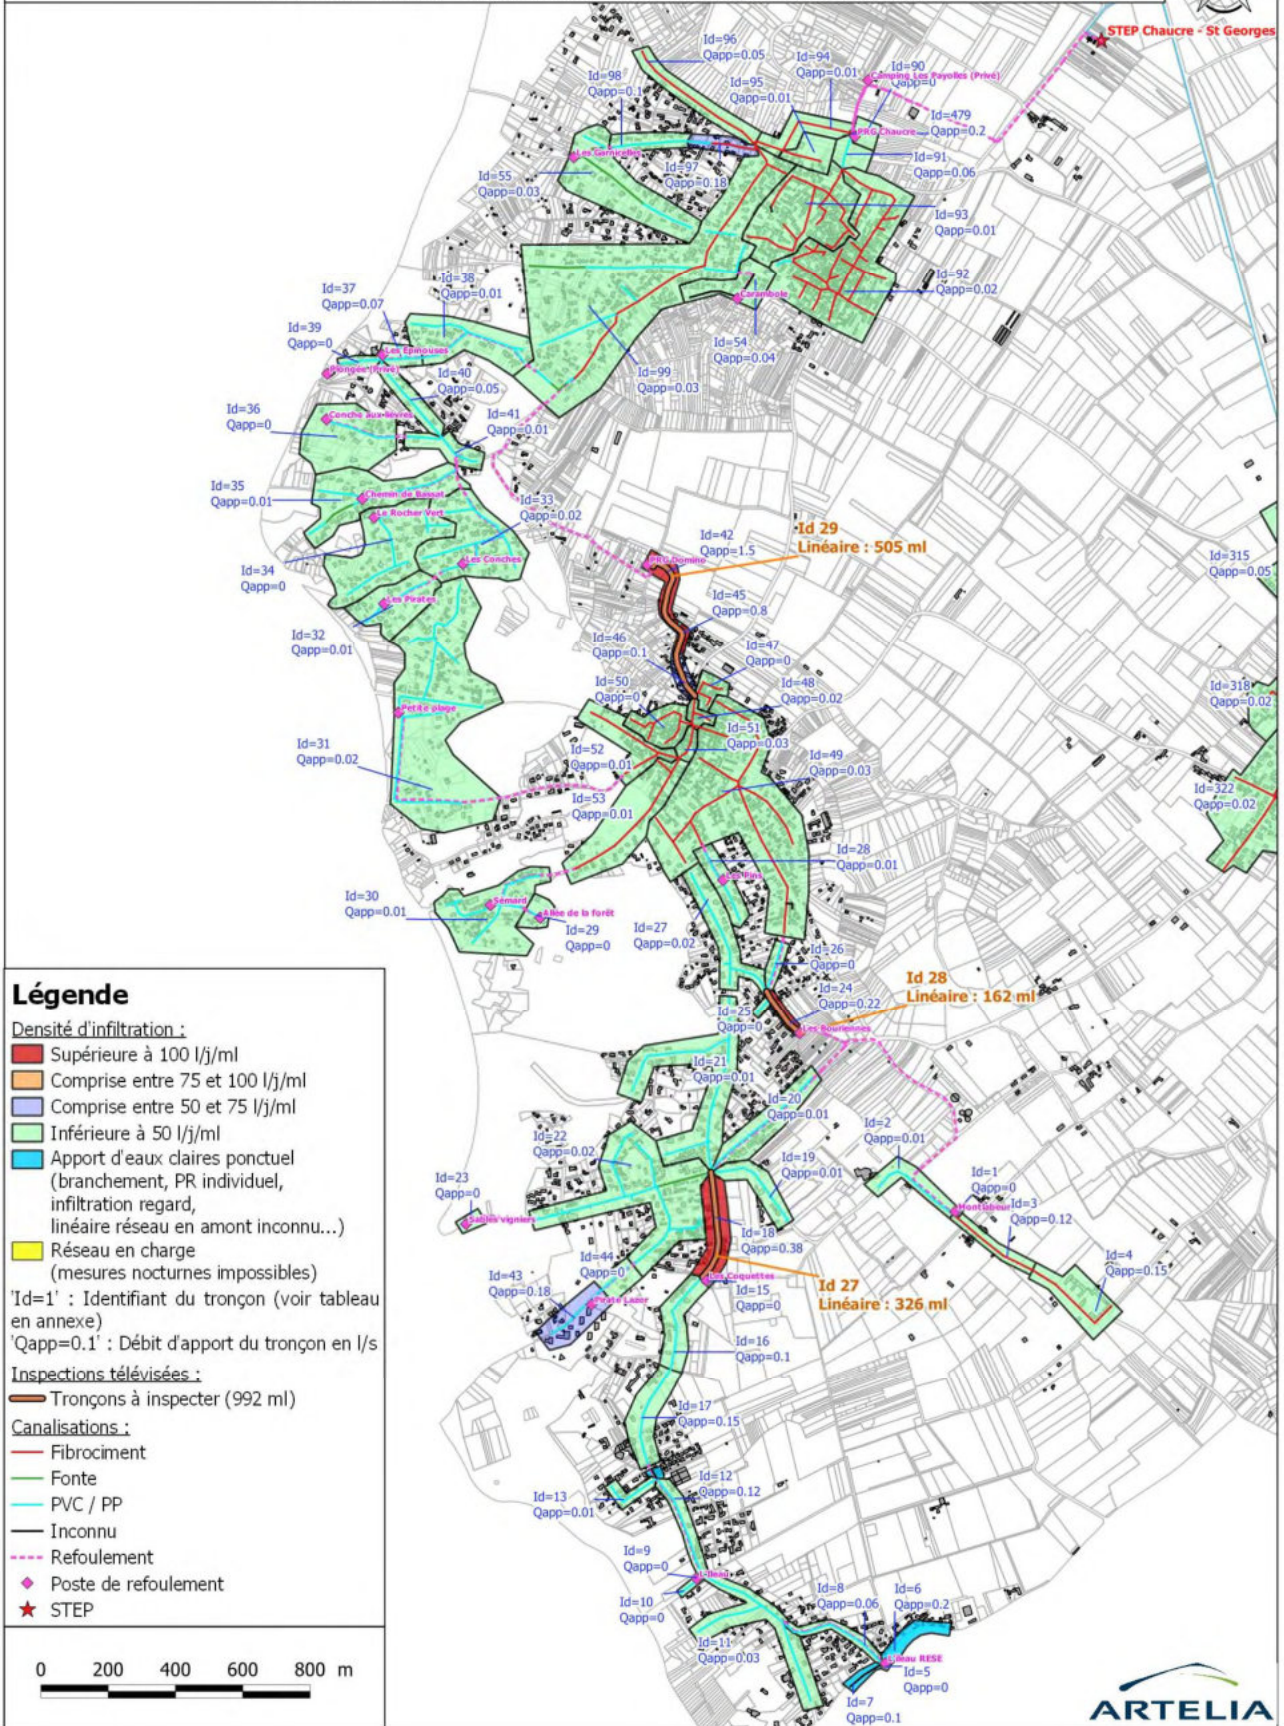 STEP Chaucre - St Georges
Id=96
Qapp=0.05
Id=94
Qapp=0.01
Id=90
Qapp=0
Camping Les Payolles (Privé)
Id=98
Qapp=0.1
Id=95
Qapp=0.01
Id=479
Qapp=0.2
PRG Chaucre
Les Garnicelles
Id=91
Qapp=0.06
Id=55
Qapp=0.03
Id=97
Qapp=0.18
Id=93
Qapp=0.01
Id=92
Qapp=0.02
Id=37
Qapp=0.07
Id=38
Qapp=0.01
Carambole
Id=39
Qapp=0
Les Epinouses
Id=54
Qapp=0.04
Plongée (Privé)
Id=40
Qapp=0.05
Id=99
Qapp=0.03
Id=36
Qapp=0
Conche aux lièvres
Id=41
Qapp=0.01
Id=35
Qapp=0.01
Chemin de Bassat
Le Rocher Vert
Id=33
Qapp=0.02
Id 29
Linéaire : 505 ml
Id=42
Qapp=1.5
PRG Domino
Id=315
Qapp=0.05
Id=34
Qapp=0
Les Conches
Les Pirates
Id=45
Qapp=0.8
Id=32
Qapp=0.01
Id=46
Qapp=0.1
Id=47
Qapp=0
Id=50
Qapp=0
Id=48
Qapp=0.02
Id=318
Qapp=0.02
Petite plage
Id=51
Qapp=0.03
Id=31
Qapp=0.02
Id=52
Qapp=0.01
Id=49
Qapp=0.03
Id=322
Qapp=0.02
Id=53
Qapp=0.01
Id=28
Qapp=0.01
Les Pins
Id=30
Qapp=0.01
Sémard
Allée de la forêt
Id=29
Qapp=0
Id=27
Qapp=0.02
Id=26
Qapp=0
Id 28
Linéaire : 162 ml
Id=24
Qapp=0.22
Id=25
Qapp=0
Les Bouriennes
Id=21
Qapp=0.01
Id=20
Qapp=0.01
Id=2
Qapp=0.01
Id=22
Qapp=0.02
Id=19
Qapp=0.01
Id=1
Qapp=0
Id=23
Qapp=0
Id=3
Qapp=0.12
Sables vigniers
Id=18
Qapp=0.38
Id=4
Qapp=0.15
Id=44
Qapp=0
Id=43
Qapp=0.18
Les Coquettes
Id 27
Linéaire : 326 ml
Id=15
Qapp=0
Pirate Lazer
Id=16
Qapp=0.1
Id=17
Qapp=0.15
Id=12
Qapp=0.12
Id=13
Qapp=0.01
Id=9
Qapp=0
L'Ileau
Id=10
Qapp=0
Id=8
Qapp=0.06
Id=6
Qapp=0.2
Id=11
Qapp=0.03
L'Ileau RESE
Id=5
Qapp=0
Id=7
Qapp=0.1
Légende
Densité d'infiltration :
Supérieure à 100 l/j/ml
Comprise entre 75 et 100 l/j/ml
Comprise entre 50 et 75 l/j/ml
Inférieure à 50 l/j/ml
Apport d'eaux claires ponctuel
(branchement, PR individuel,
infiltration regard,
linéaire réseau en amont inconnu...)
Réseau en charge
(mesures nocturnes impossibles)
'Id=1' : Identifiant du tronçon (voir tableau
en annexe)
'Qapp=0.1' : Débit d'apport du tronçon en l/s
Inspections télévisées :
Tronçons à inspecter (992 ml)
Canalisations :
Fibrociment
Fonte
PVC / PP
Inconnu
Refoulement
Poste de refoulement
STEP
0 200 400 600 800 m
ARTELIA